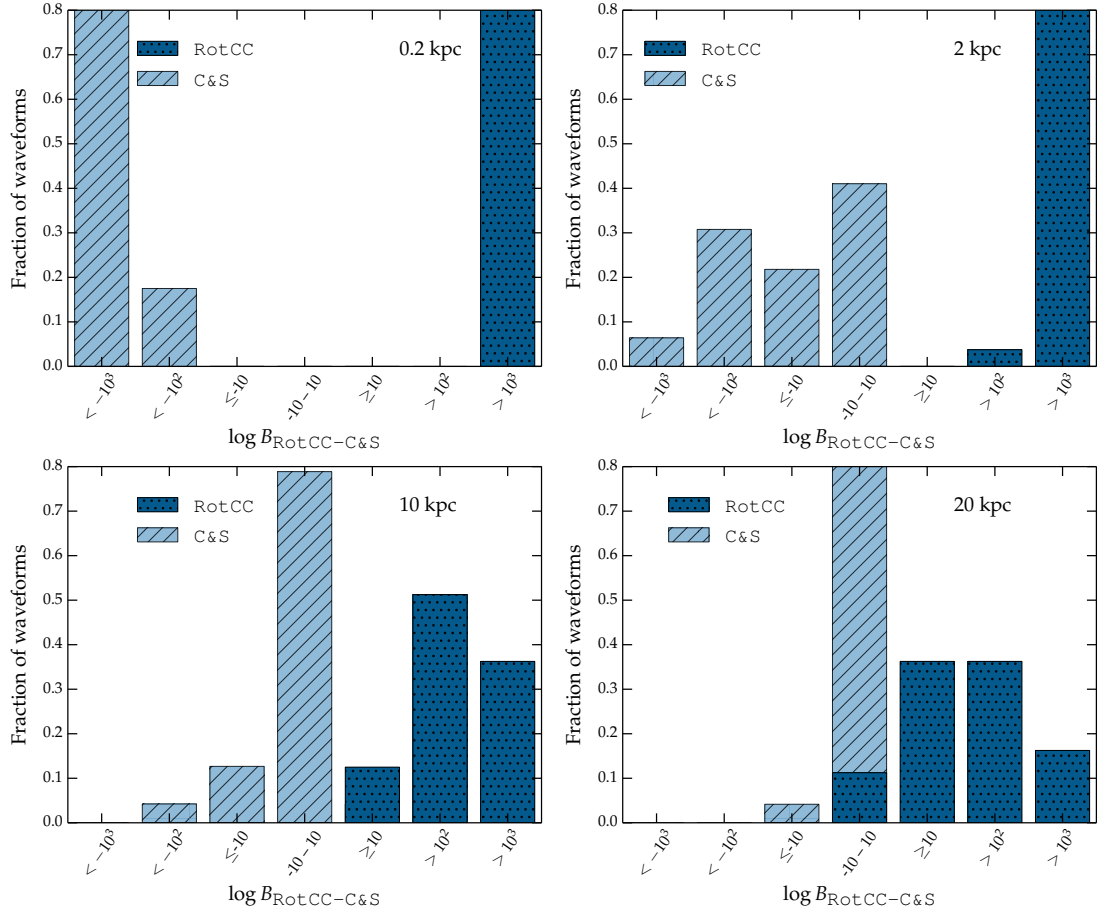 0.8
0.7
0.6
0.5
0.4
0.3
0.2
0.1
0.0
Fraction of waveforms
RotCC
C&S
0.2 kpc
< −10³
< −10²
≤-10
-10 − 10
≥10
> 10²
> 10³
log B RotCC−C&S
0.8
0.7
0.6
0.5
0.4
0.3
0.2
0.1
0.0
Fraction of waveforms
RotCC
C&S
2 kpc
< −10³
< −10²
≤-10
-10 − 10
≥10
> 10²
> 10³
log B RotCC−C&S
0.8
0.7
0.6
0.5
0.4
0.3
0.2
0.1
0.0
Fraction of waveforms
RotCC
C&S
10 kpc
< −10³
< −10²
≤-10
-10 − 10
≥10
> 10²
> 10³
log B RotCC−C&S
0.8
0.7
0.6
0.5
0.4
0.3
0.2
0.1
0.0
Fraction of waveforms
RotCC
C&S
20 kpc
< −10³
< −10²
≤-10
-10 − 10
≥10
> 10²
> 10³
log B RotCC−C&S